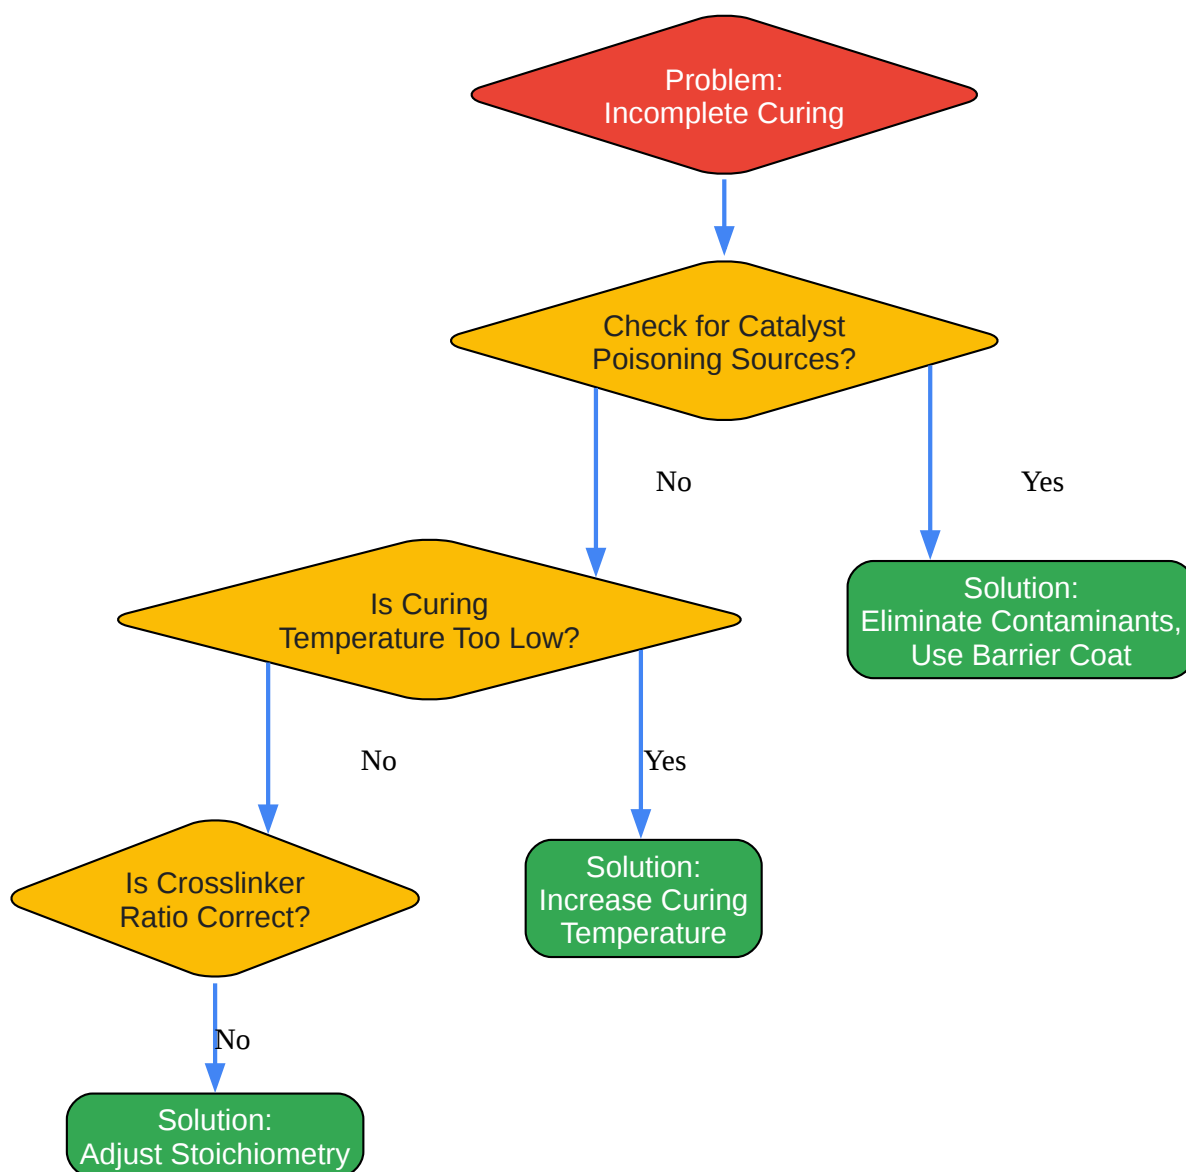 Problem:
Incomplete Curing
Check for Catalyst
Poisoning Sources?
No
Yes
Is Curing
Temperature Too Low?
Solution:
Eliminate Contaminants,
Use Barrier Coat
No
Yes
Is Crosslinker
Ratio Correct?
Solution:
Increase Curing
Temperature
No
Solution:
Adjust Stoichiometry